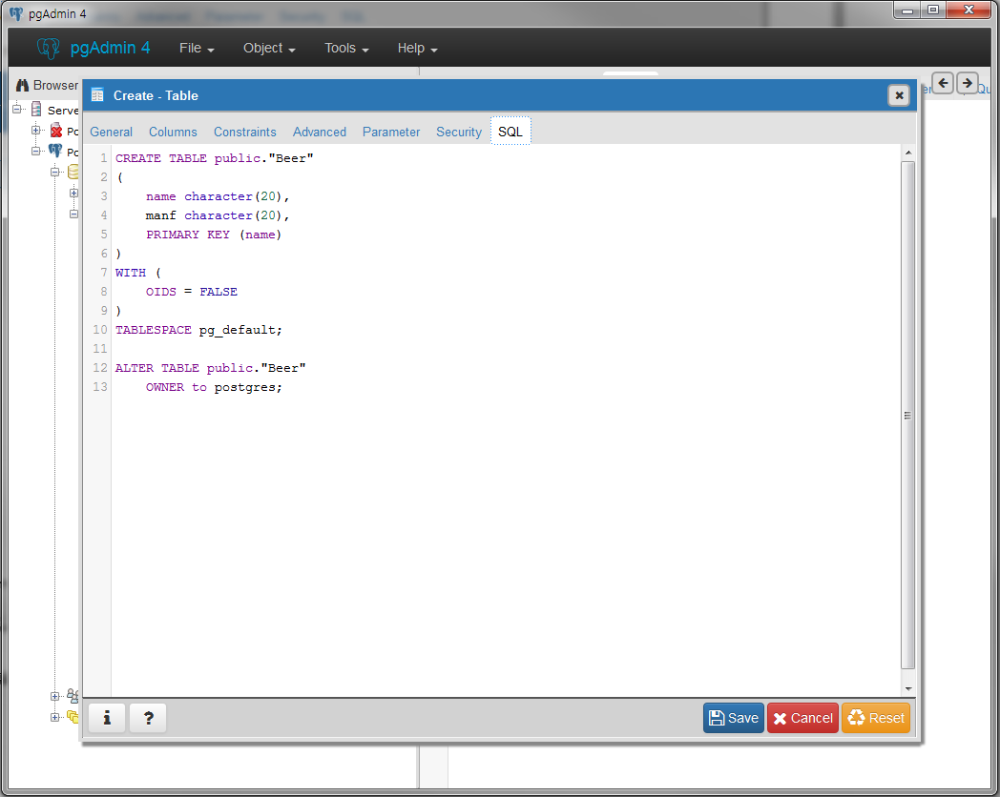 pgAdmin 4
pgAdmin 4 File Object Tools Help
Browser
Create - Table
General Columns Constraints Advanced Parameter Security SQL
1 CREATE TABLE public."Beer"
2 (
3     name character(20),
4     manf character(20),
5     PRIMARY KEY (name)
6 )
7 WITH (
8     OIDS = FALSE
9 )
10 TABLESPACE pg_default;
11
12 ALTER TABLE public."Beer"
13     OWNER to postgres;
i ? Save Cancel Reset